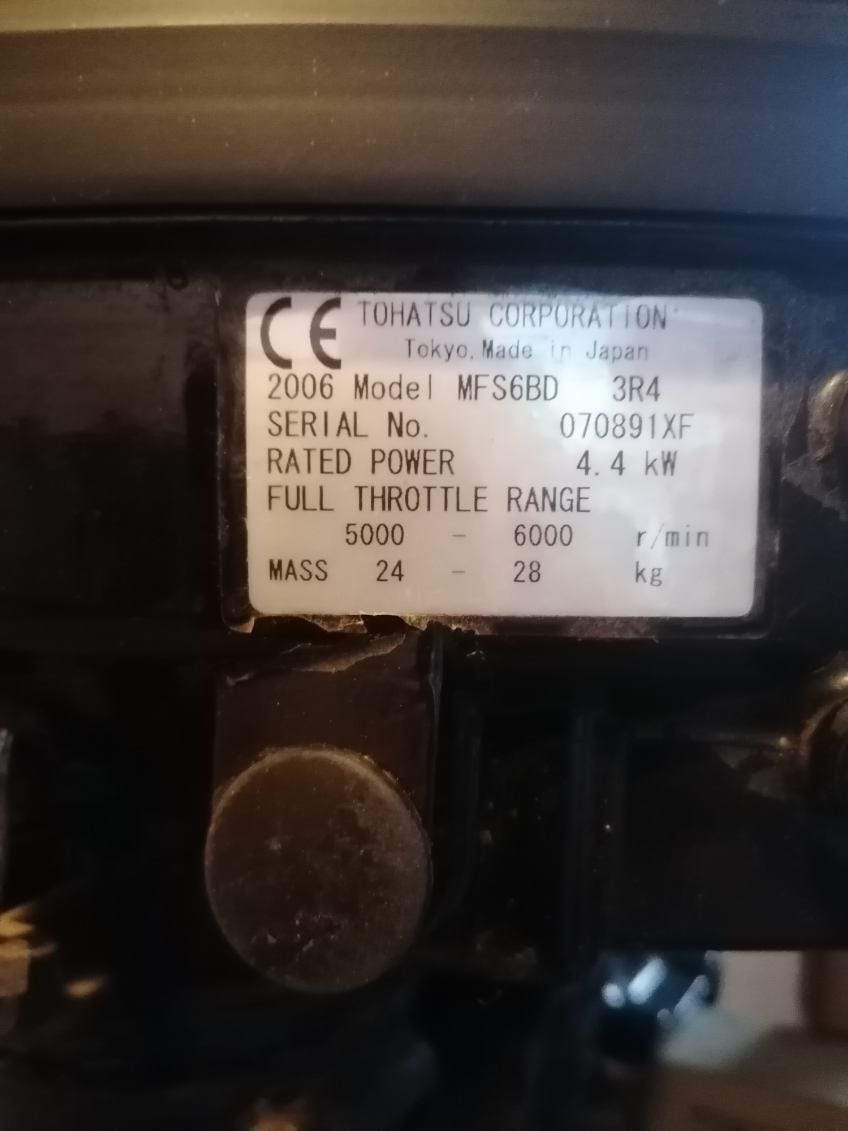 CE TOHATSU CORPORATION
Tokyo, Made in Japan
2006 Model MFS6BD 3R4
SERIAL No. 070891XF
RATED POWER 4.4 kW
FULL THROTTLE RANGE
5000 - 6000 r/min
MASS 24 - 28 kg